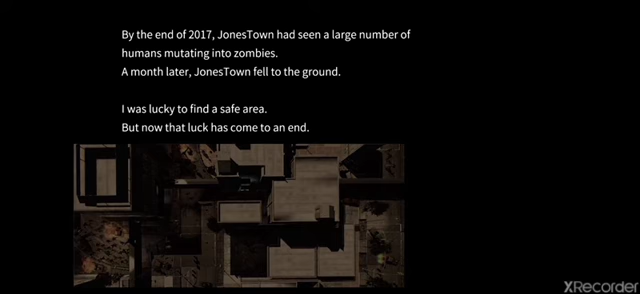 By the end of 2017, JonesTown had seen a large number of
humans mutating into zombies.
A month later, JonesTown fell to the ground.
I was lucky to find a safe area.
But now that luck has come to an end.
XRecorder